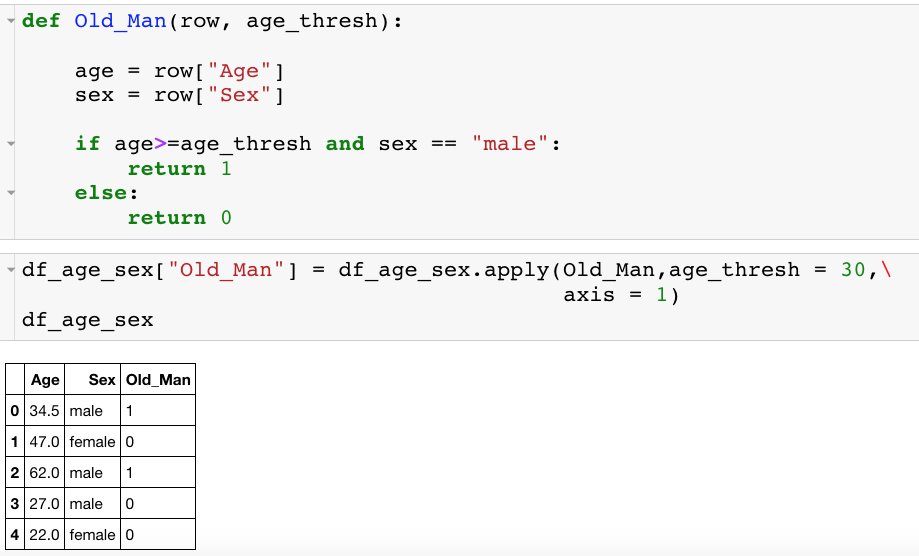 def Old_Man(row, age_thresh):
age = row["Age"]
sex = row["Sex"]
if age>=age_thresh and sex == "male":
return 1
else:
return 0
df_age_sex["Old_Man"] = df_age_sex.apply(Old_Man,age_thresh = 30,\
axis = 1)
df_age_sex
Age Sex Old_Man
0 34.5 male 1
1 47.0 female 0
2 62.0 male 1
3 27.0 male 0
4 22.0 female 0